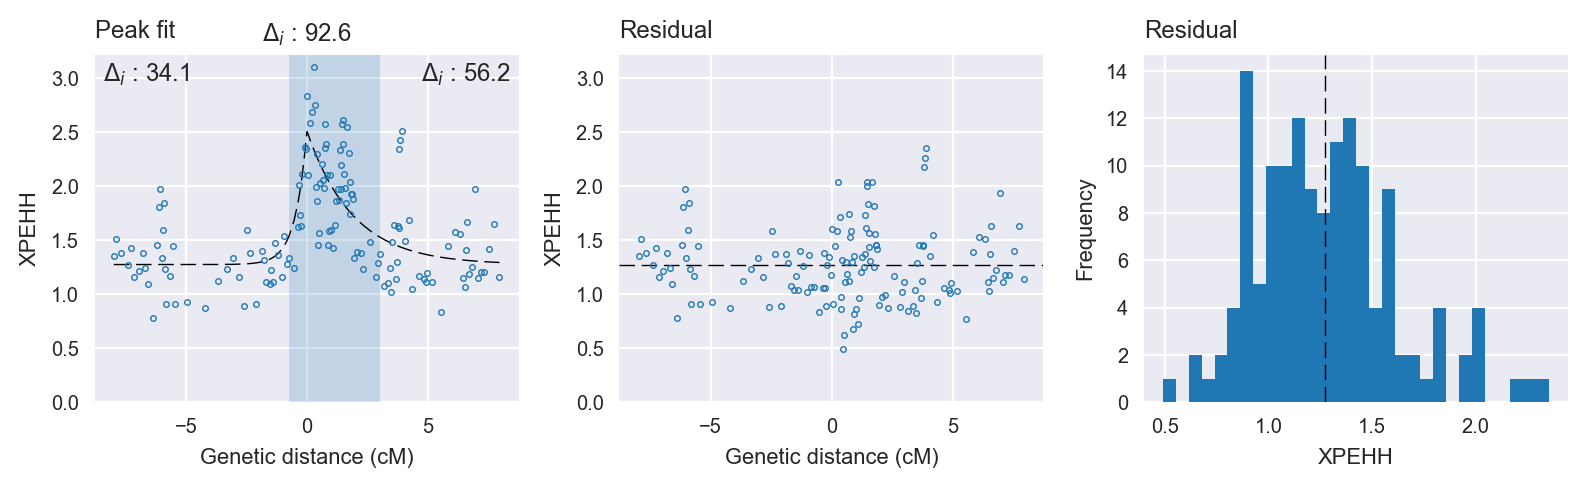 Peak fit
Δi : 92.6
Δi : 34.1
Δi : 56.2
3.0
2.5
2.0
1.5
1.0
0.5
0.0
XPEHH
−5 0 5
Genetic distance (cM)
Residual
3.0
2.5
2.0
1.5
1.0
0.5
0.0
XPEHH
−5 0 5
Genetic distance (cM)
Residual
14
12
10
8
6
4
2
0
Frequency
0.5 1.0 1.5 2.0
XPEHH